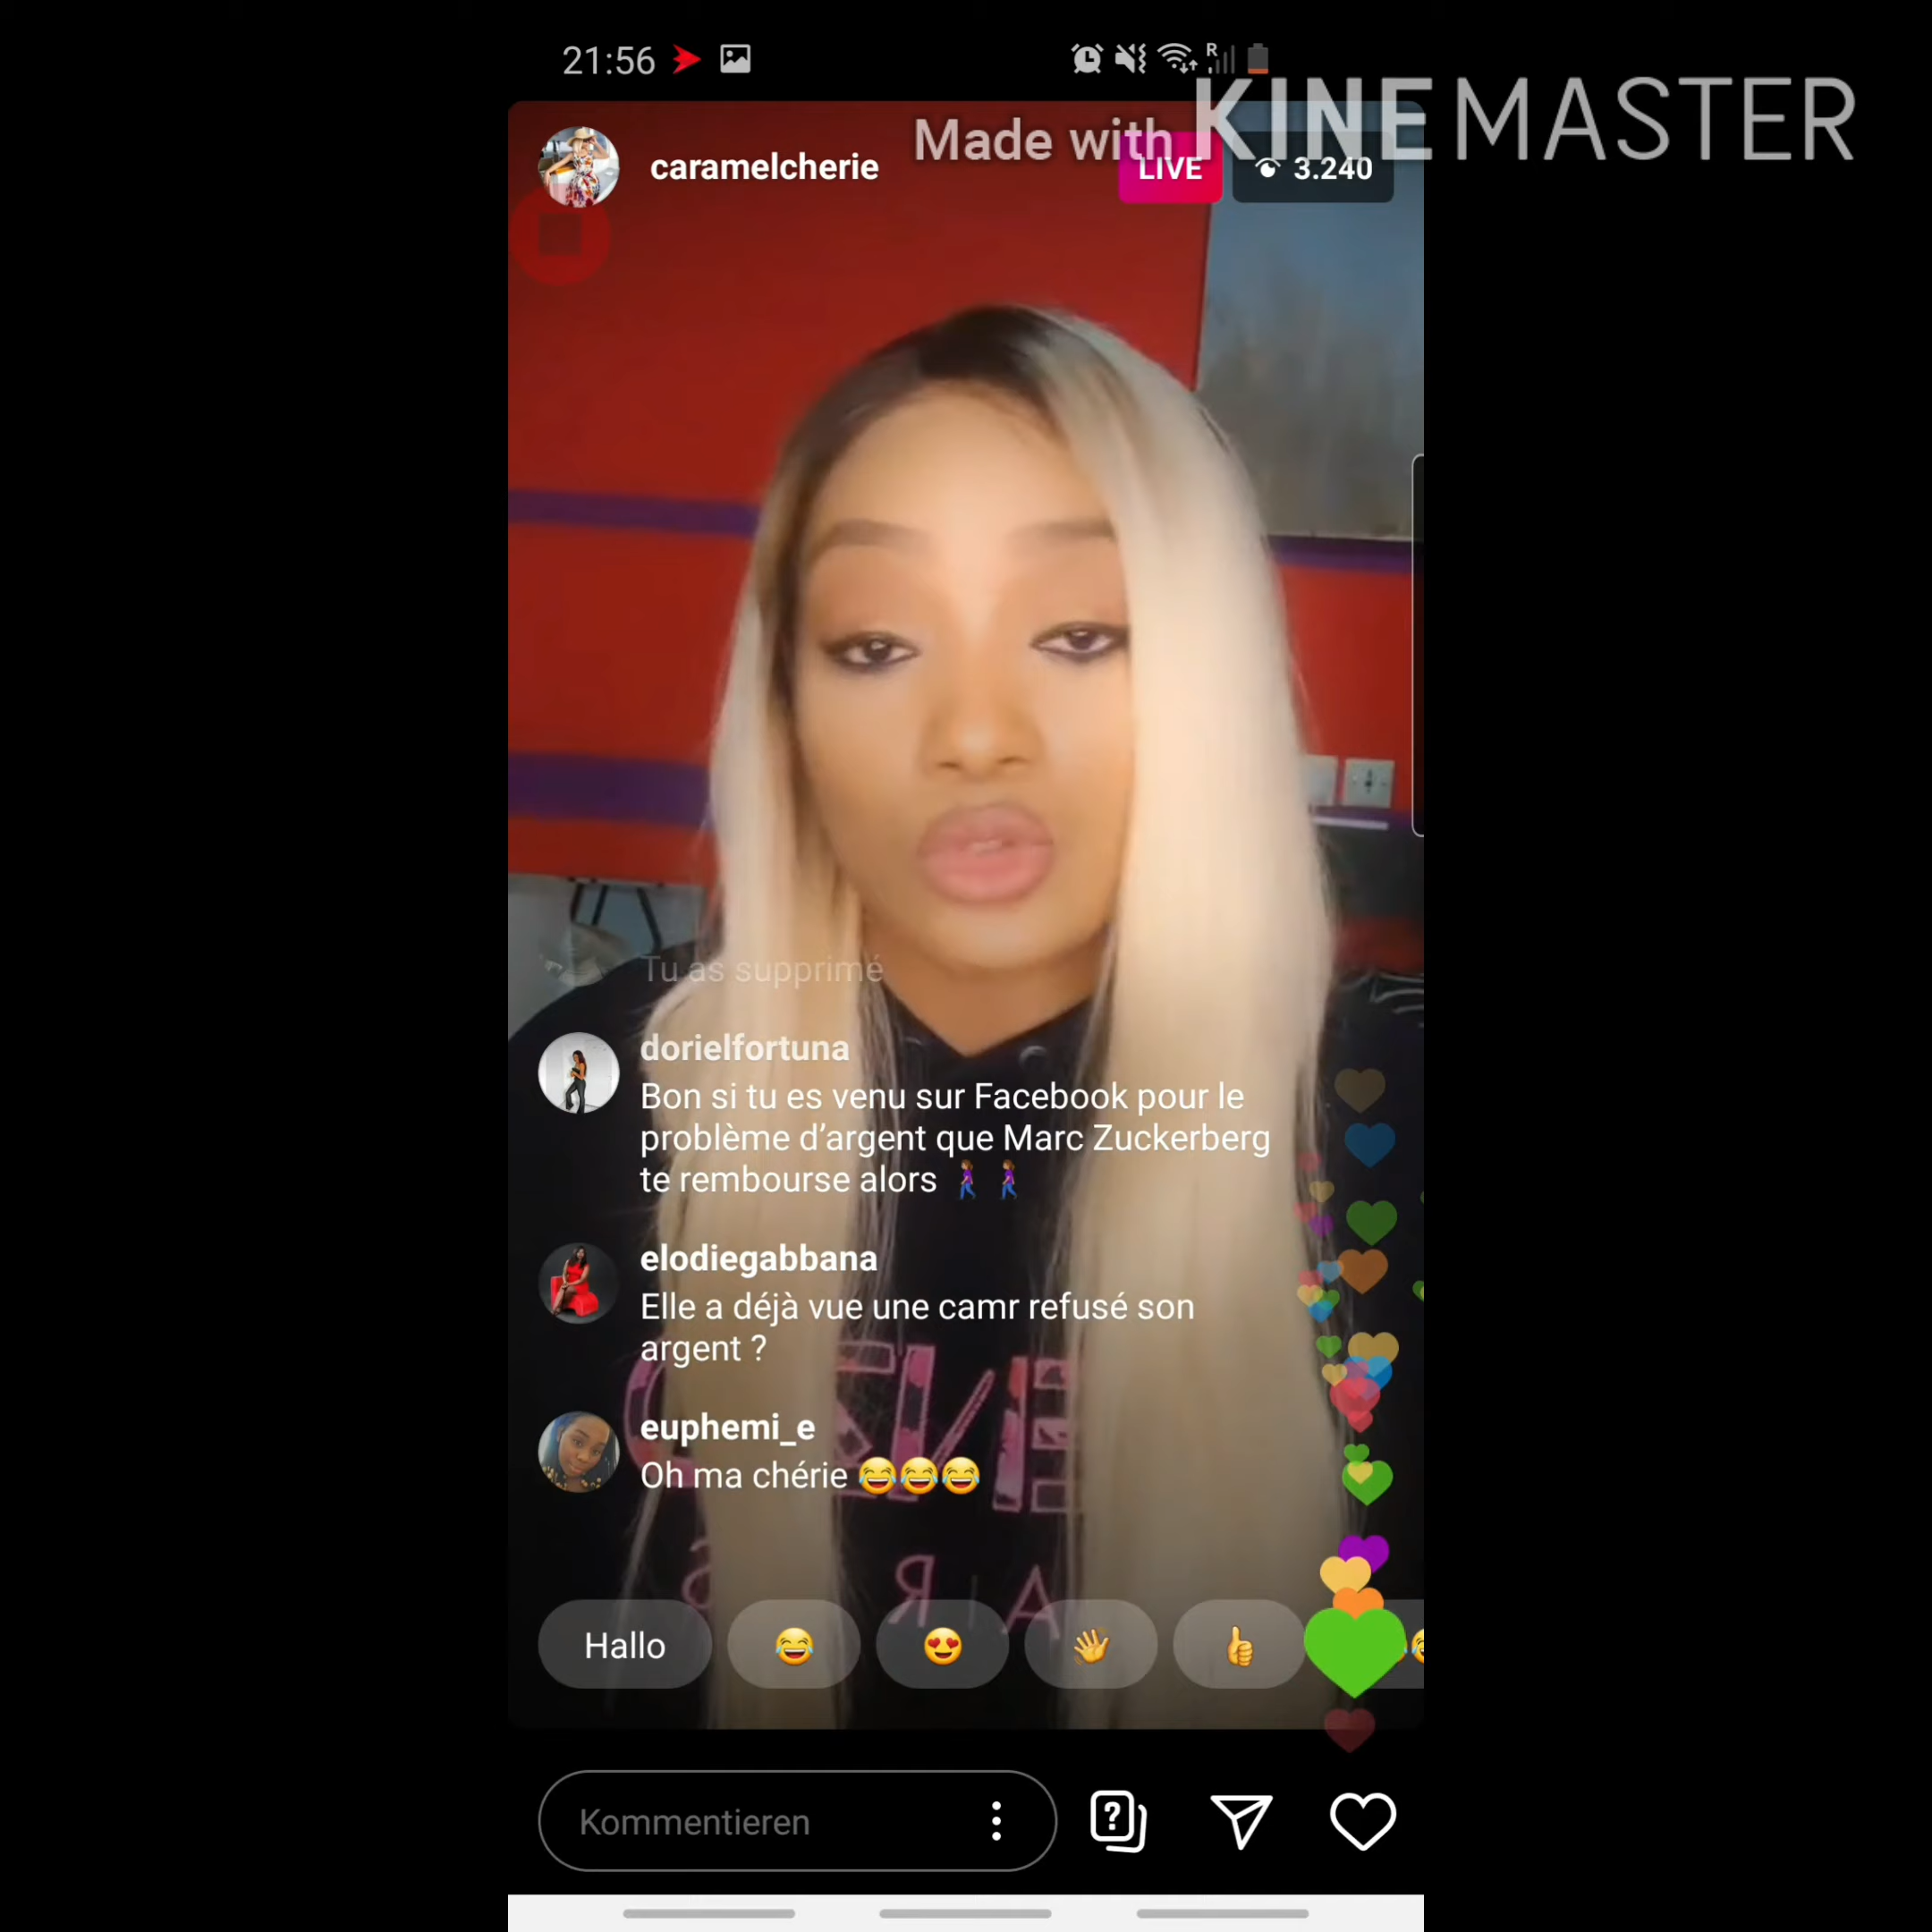 21:56
R
Made with KINEMASTER
caramelcherie
LIVE
3.240
Tu as supprimé
dorielfortuna
Bon si tu es venu sur Facebook pour le
problème d’argent que Marc Zuckerberg
te rembourse alors 🚶🏽‍♀️🚶🏽‍♀️
elodiegabbana
Elle a déjà vue une camr refusé son
argent ?
euphemi_e
Oh ma chérie 😂😂😂
Hallo 😂 😍 👋 👍 😂
Kommentieren